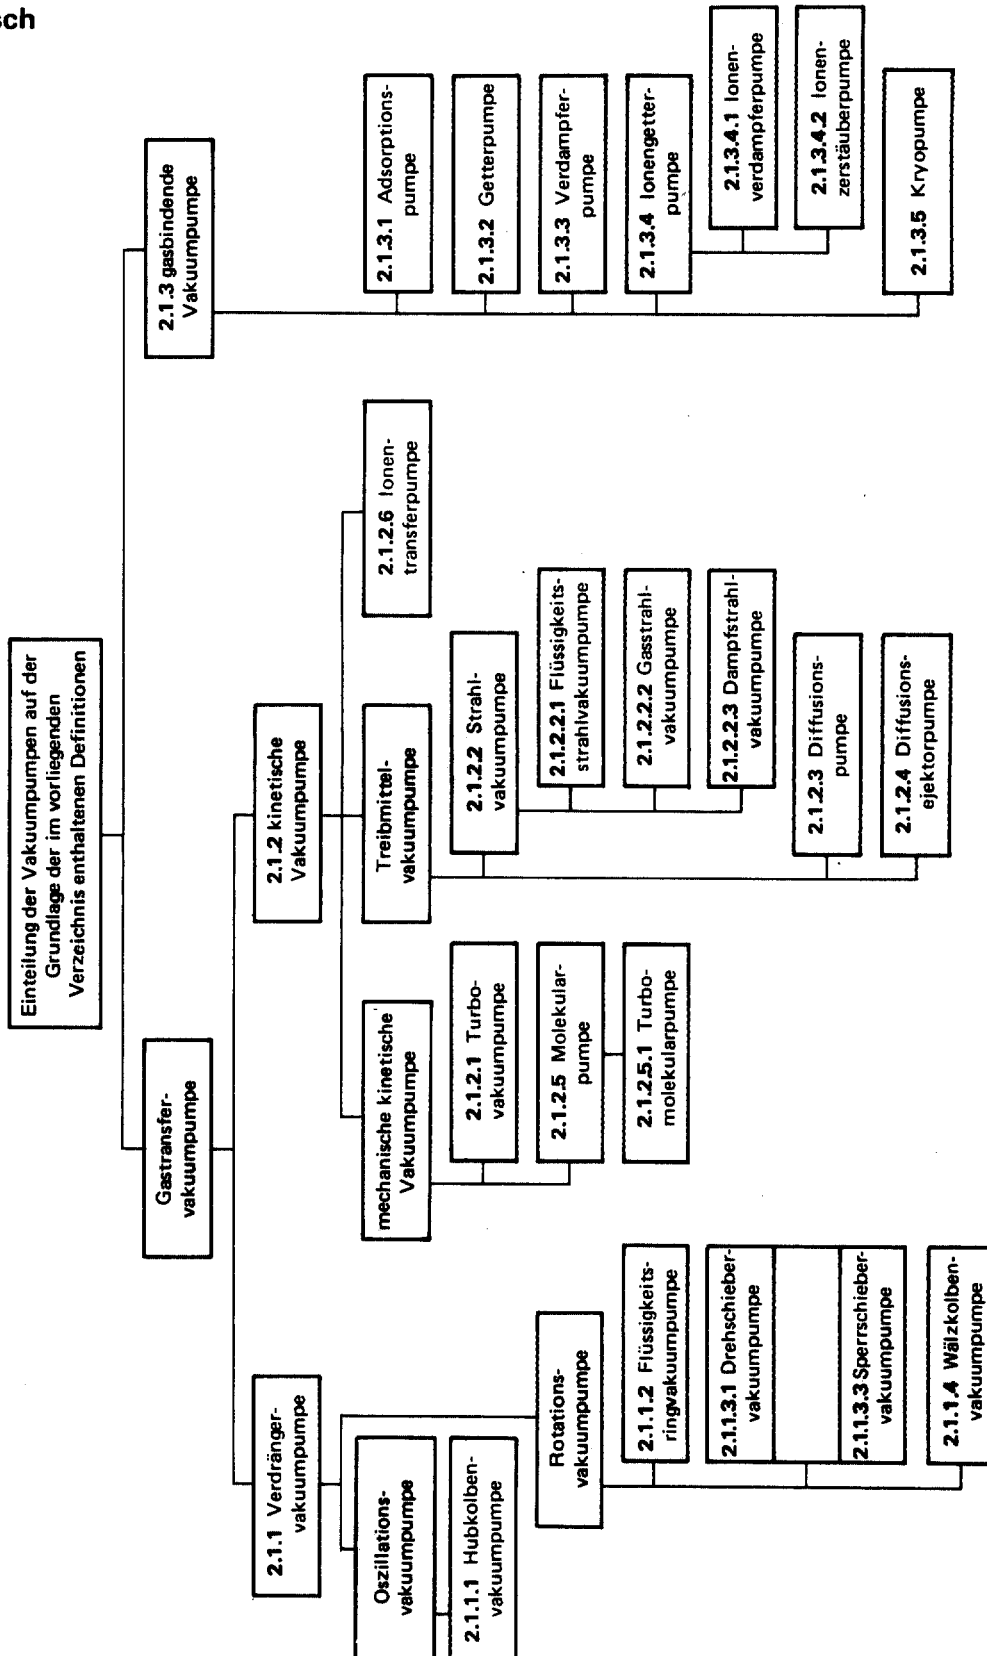 sch
Einteilung der Vakuumpumpen auf der
Grundlage der im vorliegenden
Verzeichnis enthaltenen Definitionen
Gastransfer-
vakuumpumpe
2.1.3 gasbindende
Vakuumpumpe
2.1.1 Verdränger-
vakuumpumpe
2.1.2 kinetische
Vakuumpumpe
Oszillations-
vakuumpumpe
2.1.1.1 Hubkolben-
vakuumpumpe
Rotations-
vakuumpumpe
2.1.1.2 Flüssigkeits-
ringvakuumpumpe
2.1.1.3.1 Drehschieber-
vakuumpumpe
2.1.1.3.3 Sperrschieber-
vakuumpumpe
2.1.1.4 Wälzkolben-
vakuumpumpe
mechanische kinetische
Vakuumpumpe
2.1.2.1 Turbo-
vakuumpumpe
2.1.2.5 Molekular-
pumpe
2.1.2.5.1 Turbo-
molekularpumpe
Treibmittel-
vakuumpumpe
2.1.2.2 Strahl-
vakuumpumpe
2.1.2.2.1 Flüssigkeits-
strahlvakuumpumpe
2.1.2.2.2 Gasstrahl-
vakuumpumpe
2.1.2.2.3 Dampfstrahl-
vakuumpumpe
2.1.2.3 Diffusions-
pumpe
2.1.2.4 Diffusions-
ejektorpumpe
2.1.2.6 Ionen-
transferpumpe
2.1.3.1 Adsorptions-
pumpe
2.1.3.2 Getterpumpe
2.1.3.3 Verdampfer-
pumpe
2.1.3.4 Ionengetter-
pumpe
2.1.3.4.1 Ionen-
verdampferpumpe
2.1.3.4.2 Ionen-
zerstäuberpumpe
2.1.3.5 Kryopumpe